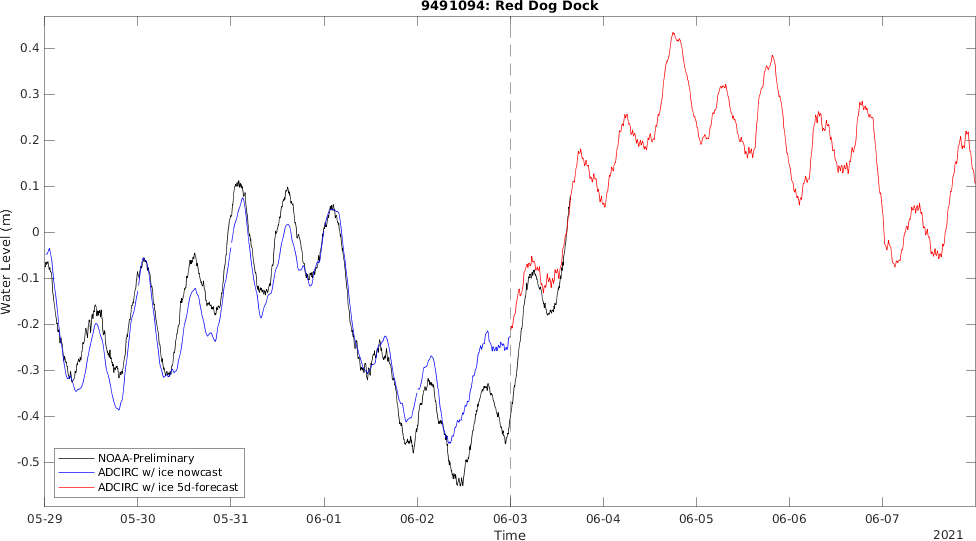 9491094: Red Dog Dock
0.4
0.3
0.2
0.1
0
-0.1
-0.2
-0.3
-0.4
-0.5
Water Level (m)
NOAA-Preliminary
ADCIRC w/ ice nowcast
ADCIRC w/ ice 5d-forecast
05-29 05-30 05-31 06-01 06-02 06-03 06-04 06-05 06-06 06-07
Time
2021